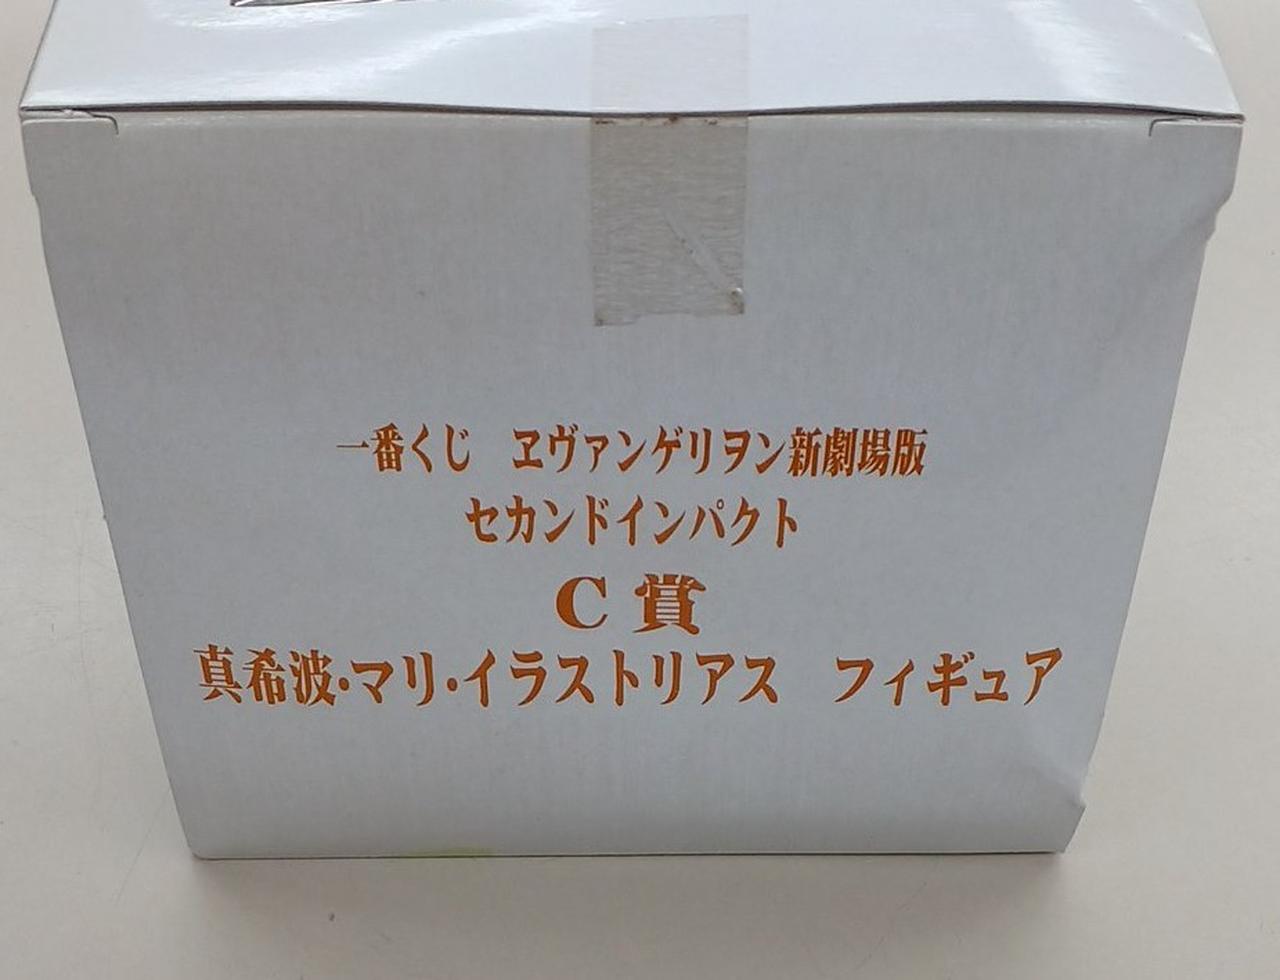 一番くじ　ヱヴァンゲリヲン新劇場版
セカンドインパクト
C賞
真希波・マリ・イラストリアス　フィギュア